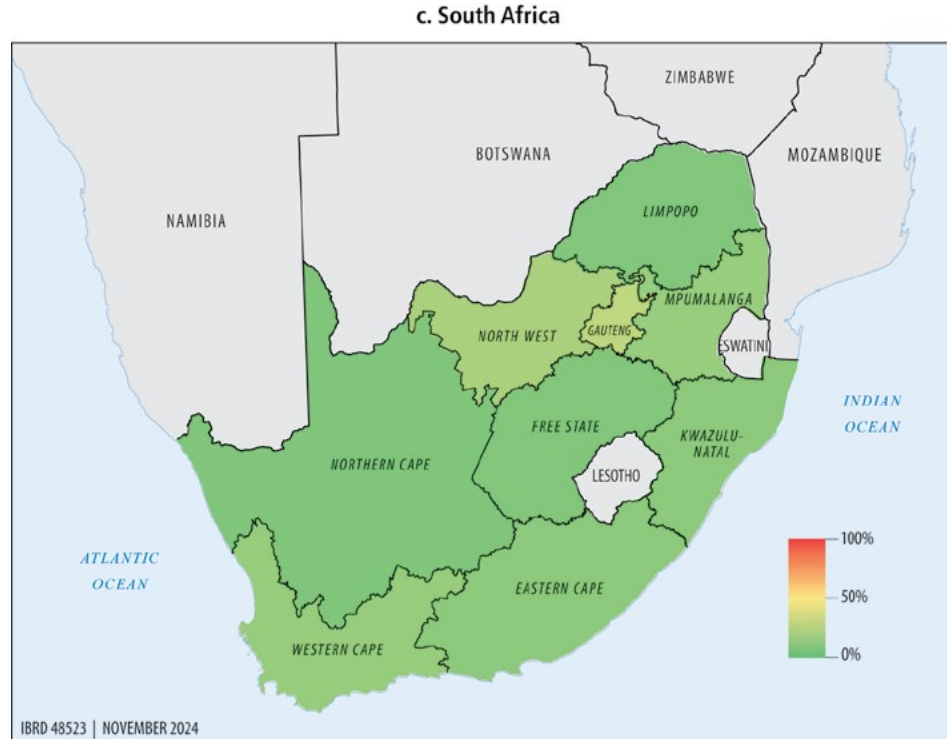 c. South Africa
ZIMBABWE
BOTSWANA
MOZAMBIQUE
NAMIBIA
LIMPOPO
MPUMALANGA
NORTH WEST
GAUTENG
ESWATINI
INDIAN
OCEAN
FREE STATE
KWAZULU-
NATAL
NORTHERN CAPE
LESOTHO
100%
ATLANTIC
OCEAN
EASTERN CAPE
50%
WESTERN CAPE
0%
IBRD 48523 | NOVEMBER 2024